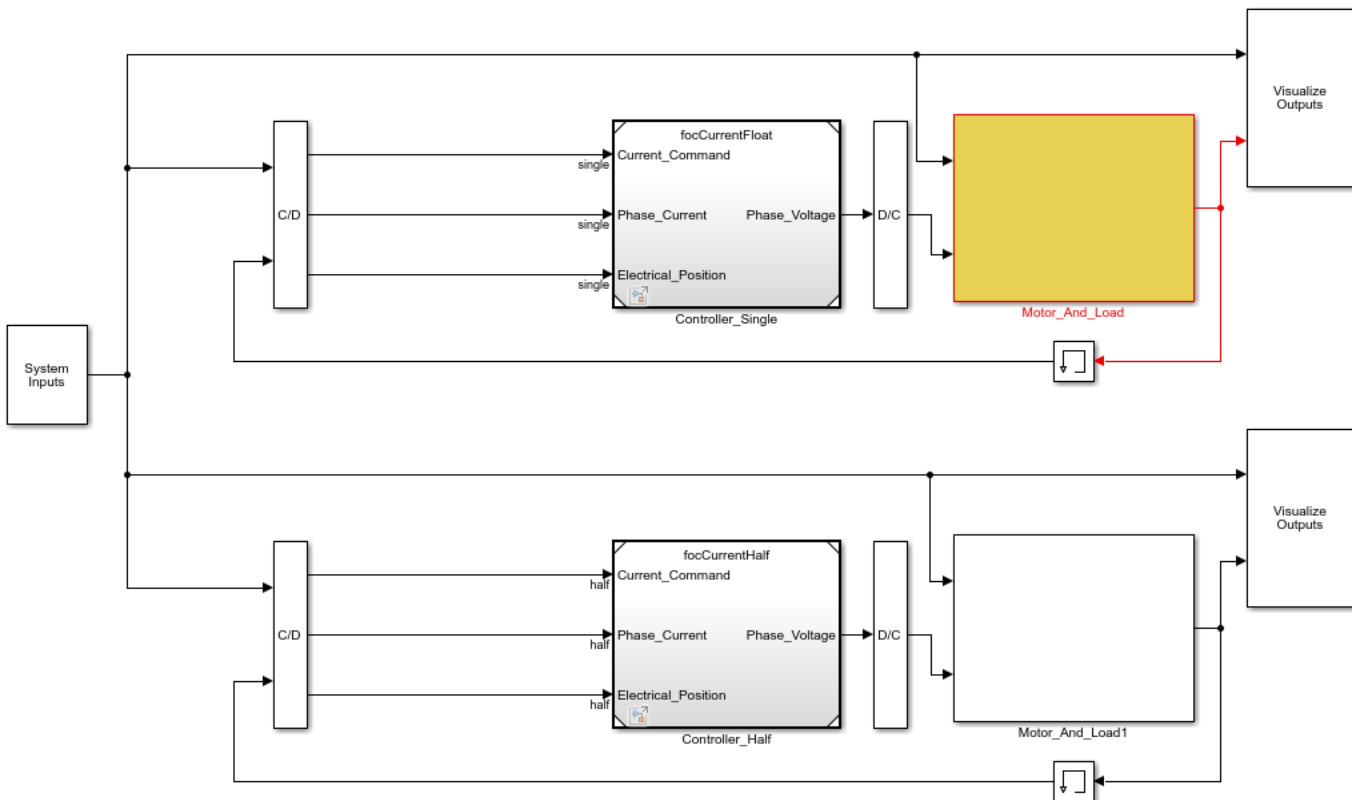 Visualize
Outputs
focCurrentFloat
Current_Command
single
C/D
Phase_Current
Phase_Voltage
D/C
single
Electrical_Position
single
Controller_Single
Motor_And_Load
System
Inputs
Visualize
Outputs
focCurrentHalf
Current_Command
half
C/D
Phase_Current
Phase_Voltage
D/C
half
Electrical_Position
half
Controller_Half
Motor_And_Load1